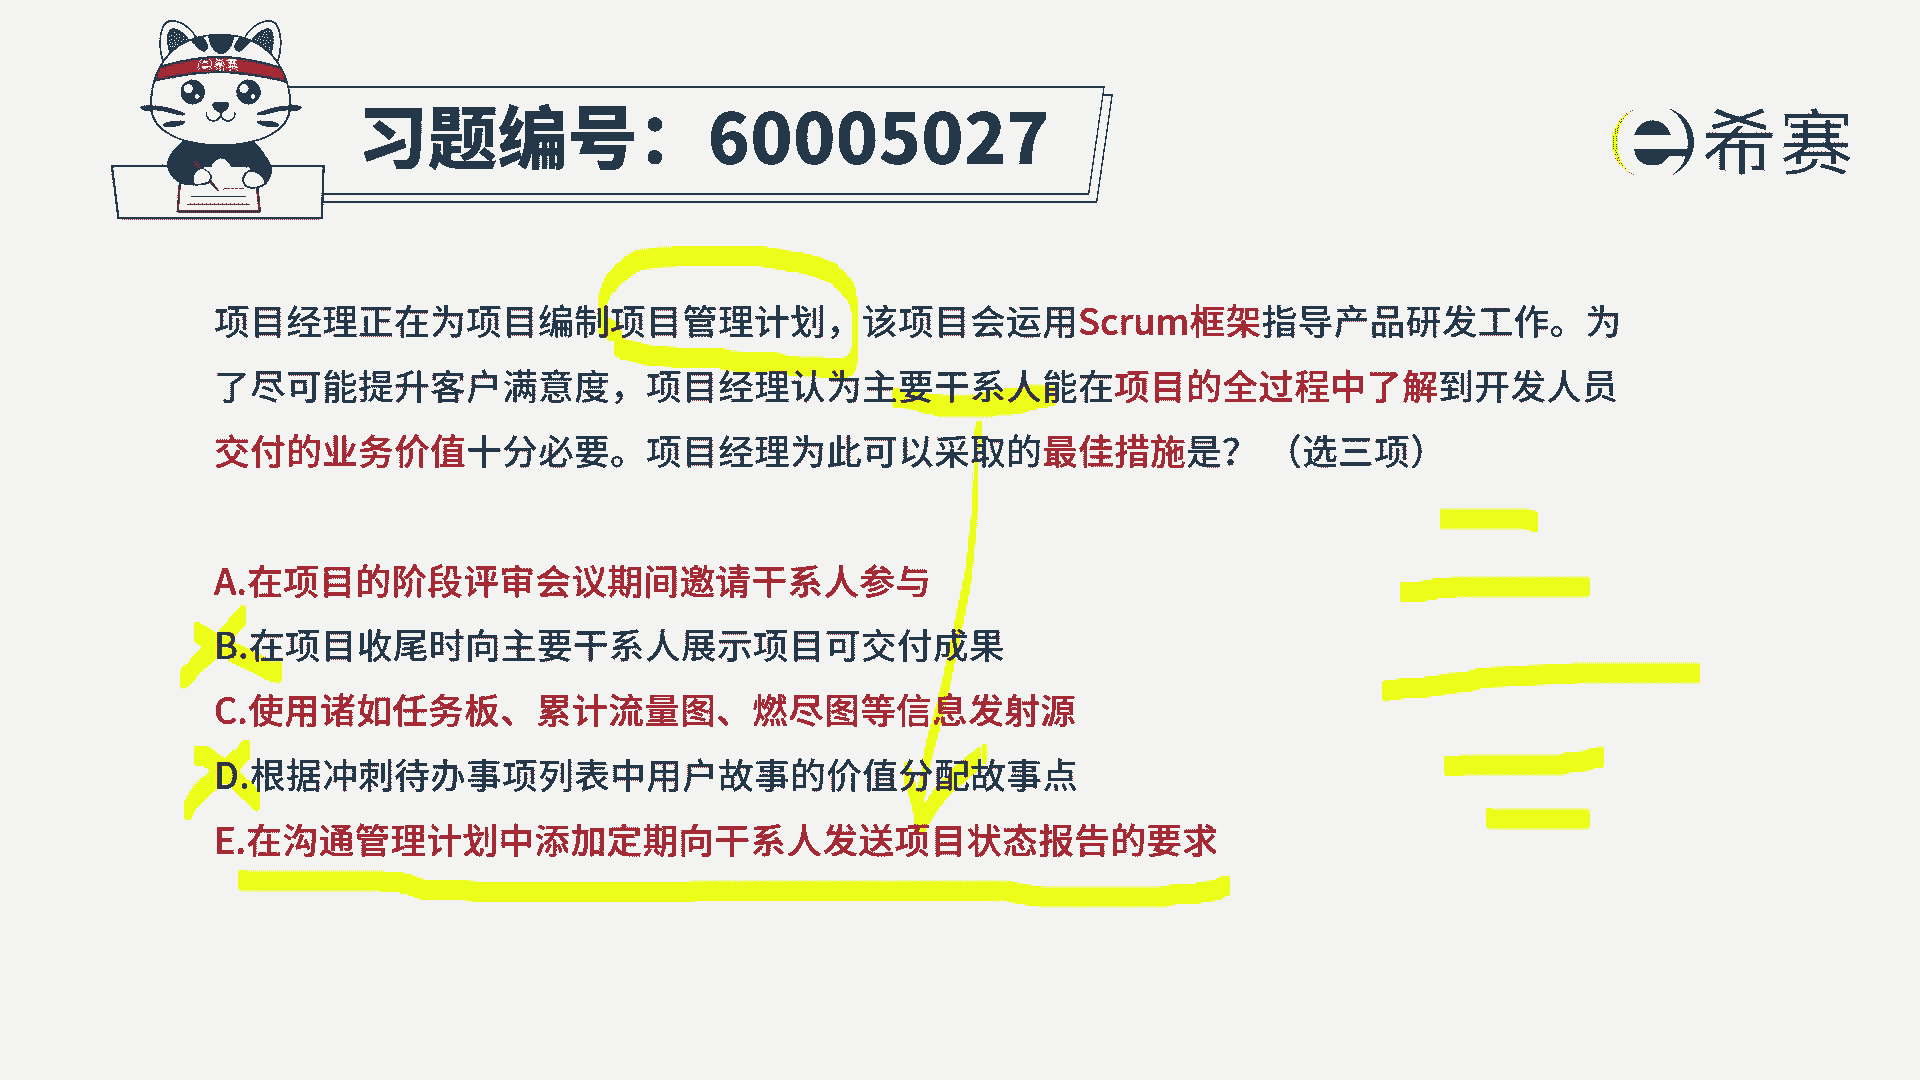 e希赛
习题编号：60005027
e希赛
项目经理正在为项目编制项目管理计划，该项目会运用Scrum框架指导产品研发工作。为
了尽可能提升客户满意度，项目经理认为主要干系人能在项目的全过程中了解到开发人员
交付的业务价值十分必要。项目经理为此可以采取的最佳措施是？（选三项）
A.在项目的阶段评审会议期间邀请干系人参与
B.在项目收尾时向主要干系人展示项目可交付成果
C.使用诸如任务板、累计流量图、燃尽图等信息发射源
D.根据冲刺待办事项列表中用户故事的价值分配故事点
E.在沟通管理计划中添加定期向干系人发送项目状态报告的要求